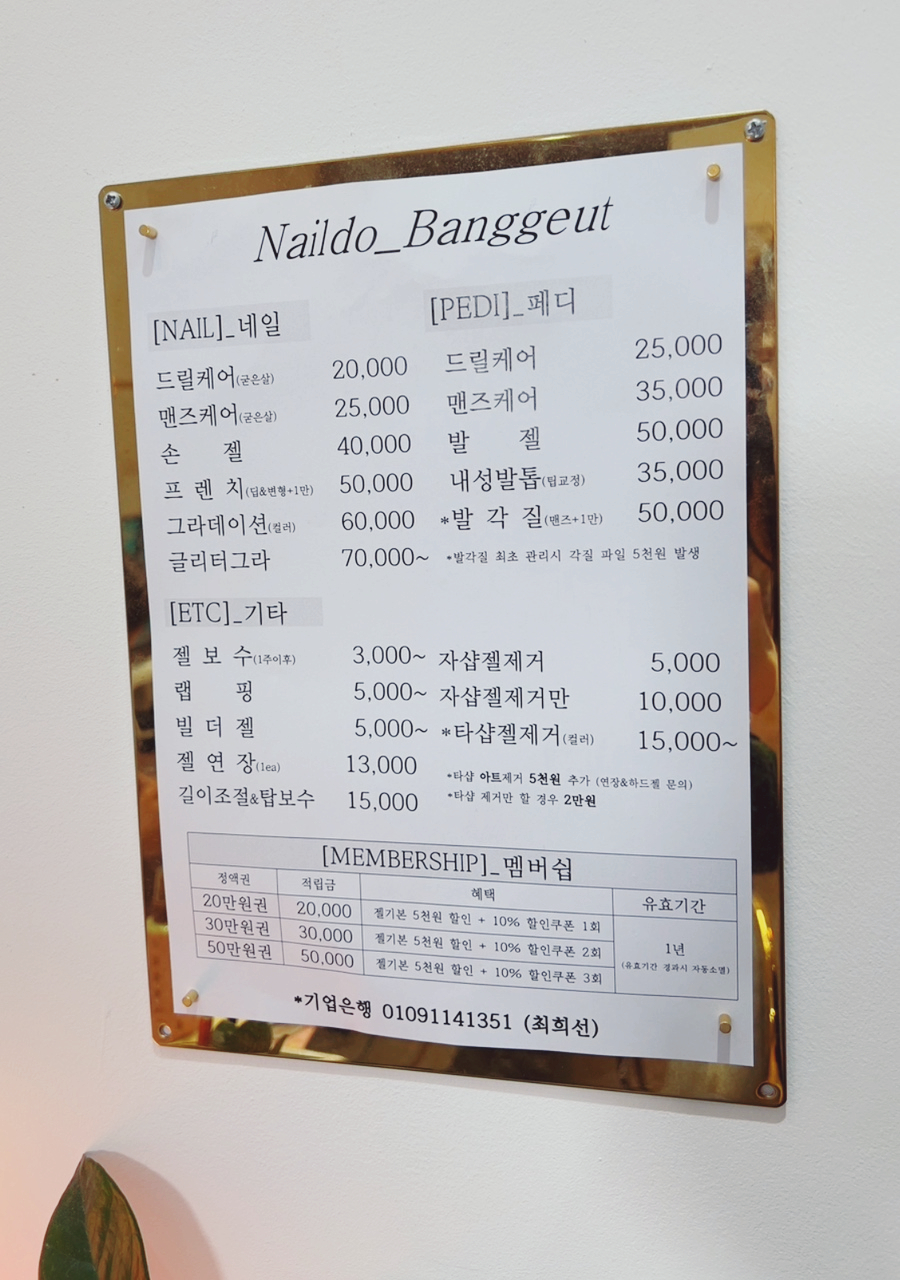 Naildo_Banggeut
[NAIL]_네일
드릴케어(굳은살) 20,000
맨즈케어(굳은살) 25,000
손 젤 40,000
프 렌 치(딥&변형+1만) 50,000
그라데이션(컬러) 60,000
글리터그라 70,000~
[PEDI]_페디
드릴케어 25,000
맨즈케어 35,000
발 젤 50,000
내성발톱(팁교정) 35,000
*발 각 질(맨즈+1만) 50,000
*발각질 최초 관리시 각질 파일 5천원 발생
[ETC]_기타
젤 보 수(1주이후) 3,000~
랩 핑 5,000~
빌 더 젤 5,000~
젤 연 장(1ea) 13,000
길이조절&탑보수 15,000
자샵젤제거 5,000
자샵젤제거만 10,000
*타샵젤제거(컬러) 15,000~
*타샵 아트제거 5천원 추가 (연장&하드젤 문의)
*타샵 제거만 할 경우 2만원
[MEMBERSHIP]_멤버쉽
정액권 적립금 혜택 유효기간
20만원권 20,000 젤기본 5천원 할인 + 10% 할인쿠폰 1회
30만원권 30,000 젤기본 5천원 할인 + 10% 할인쿠폰 2회
50만원권 50,000 젤기본 5천원 할인 + 10% 할인쿠폰 3회
1년
(유효기간 경과시 자동소멸)
*기업은행 01091141351 (최희선)